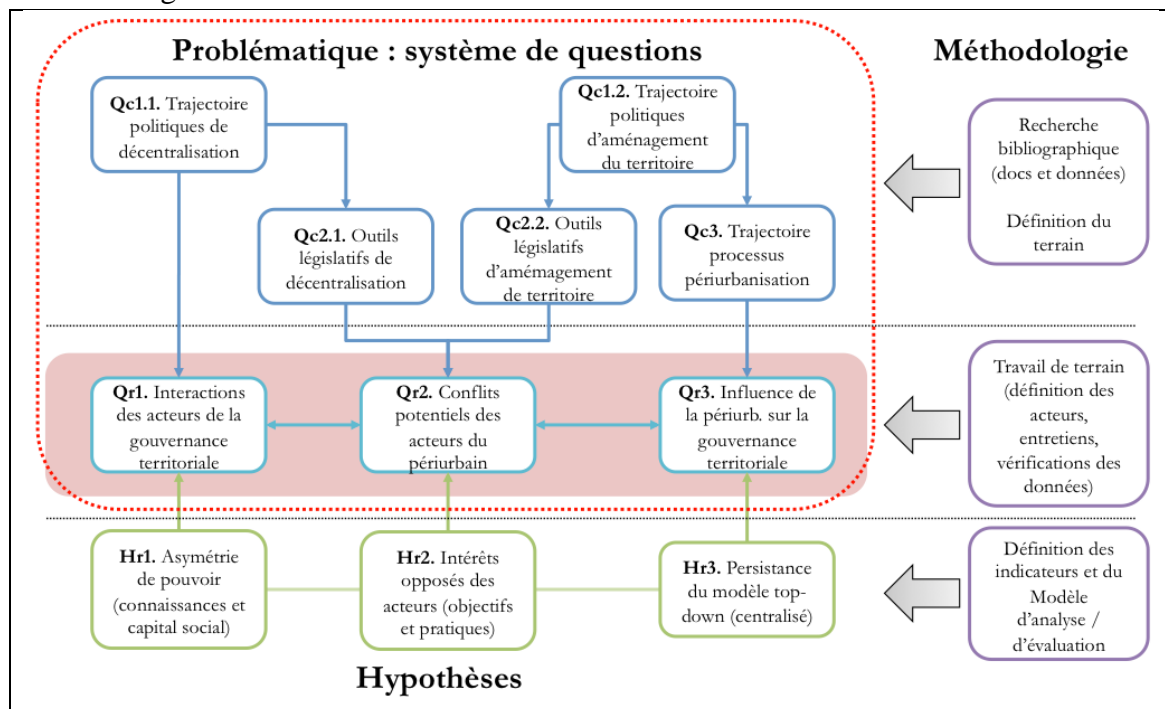 Problématique : système de questions
Méthodologie
Qc1.1. Trajectoire
politiques de
décentralisation
Qc1.2. Trajectoire
politiques
d’aménagement
du territoire
Recherche
bibliographique
(docs et données)
Définition du
terrain
Qc2.1. Outils
législatifs de
décentralisation
Qc2.2. Outils
législatifs
d’amémagement
de territoire
Qc3. Trajectoire
processus
périurbanisation
Qr1. Interactions
des acteurs de la
gouvernance
territoriale
Qr2. Conflits
potentiels des
acteurs du
périurbain
Qr3. Influence de
la périurb. sur la
gouvernance
territoriale
Travail de terrain
(définition des
acteurs,
entretiens,
vérifications des
données)
Hr1. Asymétrie
de pouvoir
(connaissances et
capital social)
Hr2. Intérêts
opposés des
acteurs (objectifs
et pratiques)
Hr3. Persistance
du modèle top-
down (centralisé)
Définition des
indicateurs et du
Modèle
d’analyse /
d’évaluation
Hypothèses